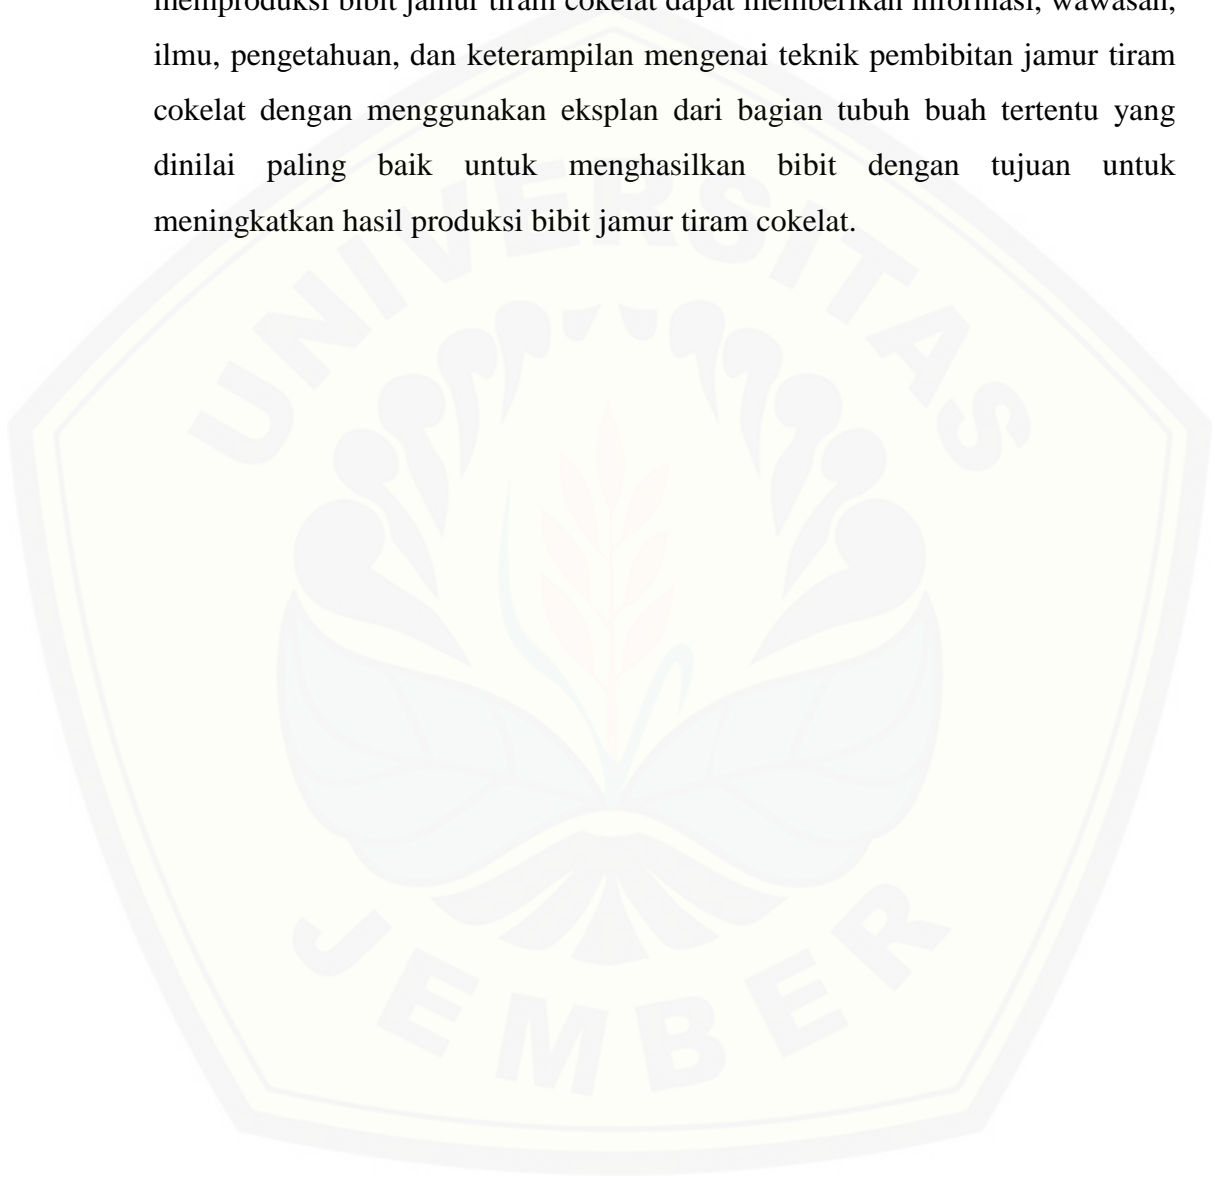 memproduksi bibit jamur tiram cokelat dapat memberikan informasi, wawasan,
ilmu, pengetahuan, dan keterampilan mengenai teknik pembibitan jamur tiram
cokelat dengan menggunakan eksplan dari bagian tubuh buah tertentu yang
dinilai paling baik untuk menghasilkan bibit dengan tujuan untuk
meningkatkan hasil produksi bibit jamur tiram cokelat.
UNIVERSITAS
JEMBER